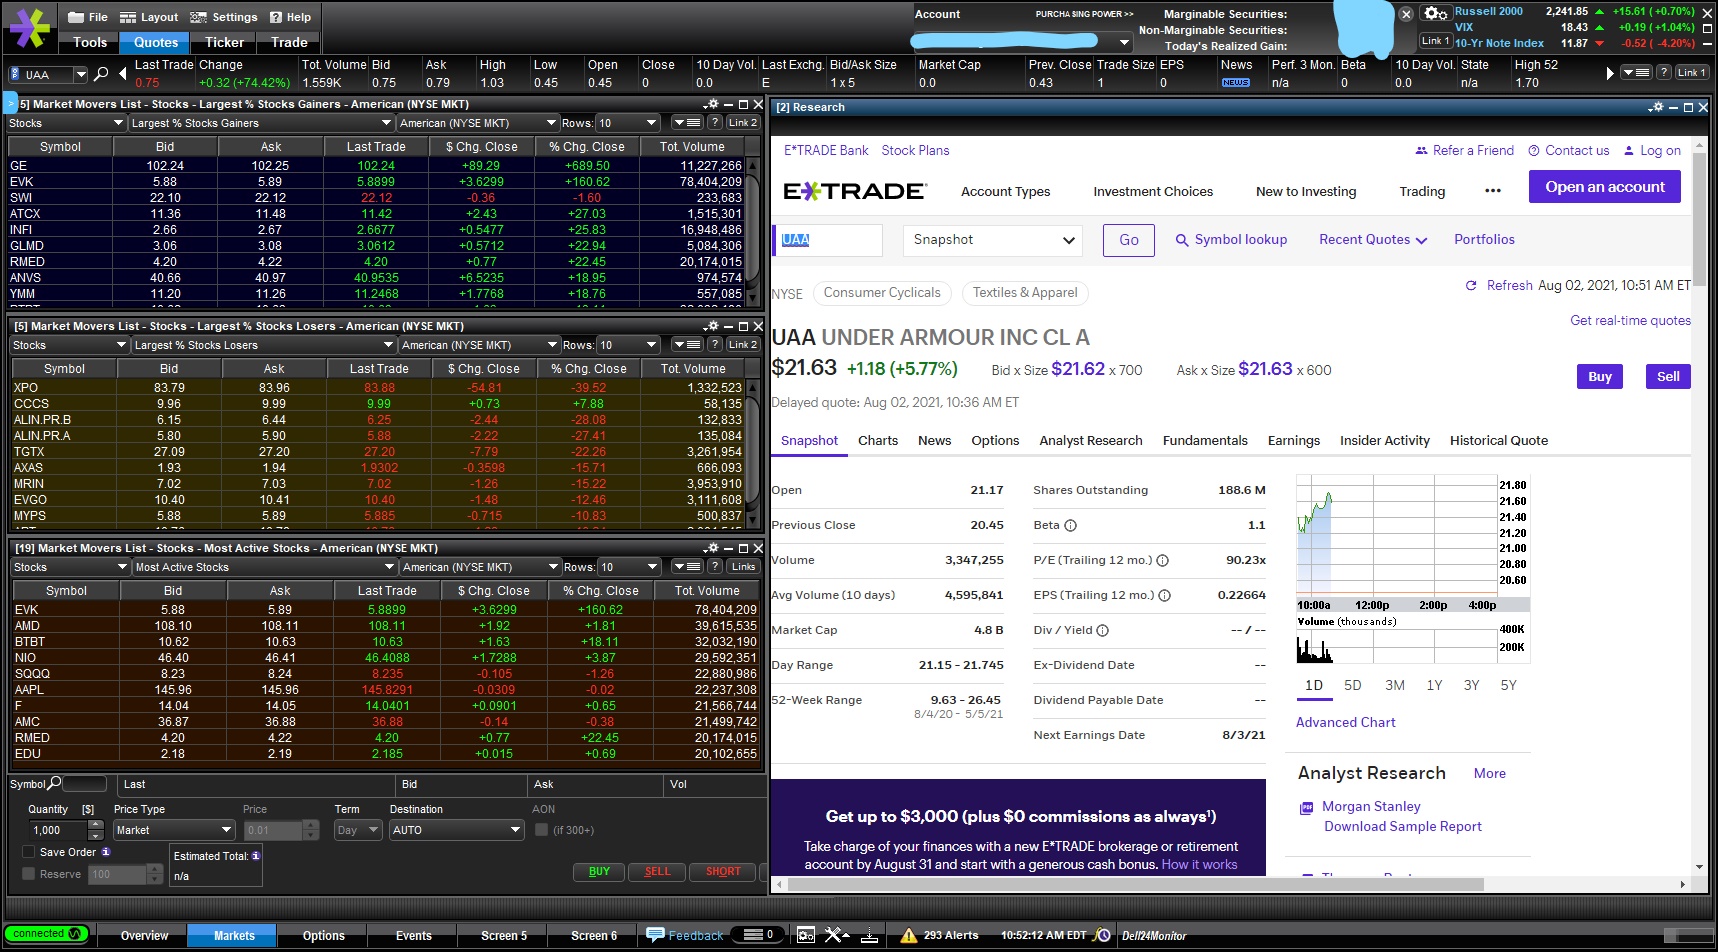 File Layout Settings Help
Tools Quotes Ticker Trade
Account PURCHASING POWER >>
Marginable Securities:
Non-Marginable Securities:
Today's Realized Gain:
Link 1
Russell 2000 2,241.85 +15.61 ( +0.70%)
VIX 18.43 +0.19 ( +1.04%)
10-Yr Note Index 11.87 -0.52 ( -4.20%)
UAA
Last Trade Change Tot. Volume Bid Ask High Low Open Close 10 Day Vol. Last Exchg. Bid/Ask Size Market Cap Prev. Close Trade Size EPS News Perf. 3 Mon. Beta 10 Day Vol. State High 52
0.75 +0.32 (+74.42%) 1.559K 0.75 0.79 1.03 0.45 0.45 0 0.0 E 1 x 5 0.0 0.43 1 0 NEWS n/a 0 0.0 n/a 1.70
? Link 1
5] Market Movers List - Stocks - Largest % Stocks Gainers - American (NYSE MKT)
Stocks Largest % Stocks Gainers American (NYSE MKT) Rows: 10 ? Link 2
Symbol Bid Ask Last Trade $ Chg. Close % Chg. Close Tot. Volume
GE 102.24 102.25 102.24 +89.29 +689.50 11,227,266
EVK 5.88 5.89 5.8899 +3.6299 +160.62 78,404,209
SWI 22.10 22.12 22.12 -0.36 -1.60 233,683
ATCX 11.36 11.48 11.42 +2.43 +27.03 1,515,301
INFI 2.66 2.67 2.6677 +0.5477 +25.83 16,948,486
GLMD 3.06 3.08 3.0612 +0.5712 +22.94 5,084,306
RMED 4.20 4.22 4.20 +0.77 +22.45 20,174,015
ANVS 40.66 40.97 40.9535 +6.5235 +18.95 974,574
YMM 11.20 11.26 11.2468 +1.7768 +18.76 557,085
[5] Market Movers List - Stocks - Largest % Stocks Losers - American (NYSE MKT)
Stocks Largest % Stocks Losers American (NYSE MKT) Rows: 10 ? Link 2
Symbol Bid Ask Last Trade $ Chg. Close % Chg. Close Tot. Volume
XPO 83.79 83.96 83.88 -54.81 -39.52 1,332,523
CCCS 9.96 9.99 9.99 +0.73 +7.88 58,135
ALIN.PR.B 6.15 6.44 6.25 -2.44 -28.08 132,833
ALIN.PR.A 5.80 5.90 5.88 -2.22 -27.41 135,084
TGTX 27.09 27.20 27.20 -7.79 -22.26 3,261,954
AXAS 1.93 1.94 1.9302 -0.3598 -15.71 666,093
MRIN 7.02 7.03 7.02 -1.26 -15.22 3,953,910
EVGO 10.40 10.41 10.40 -1.48 -12.46 3,111,608
MYPS 5.88 5.89 5.885 -0.715 -10.83 500,837
[19] Market Movers List - Stocks - Most Active Stocks - American (NYSE MKT)
Stocks Most Active Stocks American (NYSE MKT) Rows: 10 ? Links
Symbol Bid Ask Last Trade $ Chg. Close % Chg. Close Tot. Volume
EVK 5.88 5.89 5.8899 +3.6299 +160.62 78,404,209
AMD 108.10 108.11 108.11 +1.92 +1.81 39,615,535
BTBT 10.62 10.63 10.63 +1.63 +18.11 32,032,190
NIO 46.40 46.41 46.4088 +1.7288 +3.87 29,592,351
SQQQ 8.23 8.24 8.235 -0.105 -1.26 22,880,986
AAPL 145.96 145.96 145.8291 -0.0309 -0.02 22,237,308
F 14.04 14.05 14.0401 +0.0901 +0.65 21,566,744
AMC 36.87 36.88 36.88 -0.14 -0.38 21,499,742
RMED 4.20 4.22 4.20 +0.77 +22.45 20,174,015
EDU 2.18 2.19 2.185 +0.015 +0.69 20,102,655
Symbol Last Bid Ask Vol
Quantity [$] Price Type Price Term Destination AON
1,000 Market 0.01 Day AUTO (if 300+)
Save Order Estimated Total:
Reserve 100 n/a
BUY SELL SHORT
[2] Research
E*TRADE Bank Stock Plans Refer a Friend Contact us Log on
E*TRADE Account Types Investment Choices New to Investing Trading ••• Open an account
UAA Snapshot Go Symbol lookup Recent Quotes Portfolios
NYSE Consumer Cyclicals Textiles & Apparel
Refresh Aug 02, 2021, 10:51 AM ET
Get real-time quotes
UAA UNDER ARMOUR INC CL A
$21.63 +1.18 (+5.77%) Bid x Size $21.62 x 700 Ask x Size $21.63 x 600 Buy Sell
Delayed quote: Aug 02, 2021, 10:36 AM ET
Snapshot Charts News Options Analyst Research Fundamentals Earnings Insider Activity Historical Quote
Open 21.17 Shares Outstanding 188.6 M
Previous Close 20.45 Beta 1.1
Volume 3,347,255 P/E (Trailing 12 mo.) 90.23x
Avg Volume (10 days) 4,595,841 EPS (Trailing 12 mo.) 0.22664
Market Cap 4.8 B Div / Yield -- / --
Day Range 21.15 - 21.745 Ex-Dividend Date --
52-Week Range 9.63 - 26.45 Dividend Payable Date --
8/4/20 - 5/5/21
Next Earnings Date 8/3/21
21.80
21.60
21.40
21.20
21.00
20.80
20.60
10:00a 12:00p 2:00p 4:00p
Volume (thousands)
400K
200K
1D 5D 3M 1Y 3Y 5Y
Advanced Chart
Analyst Research More
Morgan Stanley
Download Sample Report
Get up to $3,000 (plus $0 commissions as always¹)
Take charge of your finances with a new E*TRADE brokerage or retirement
account by August 31 and start with a generous cash bonus. How it works
connected Overview Markets Options Events Screen 5 Screen 6 Feedback 0 293 Alerts 10:52:12 AM EDT Dell24Monitor